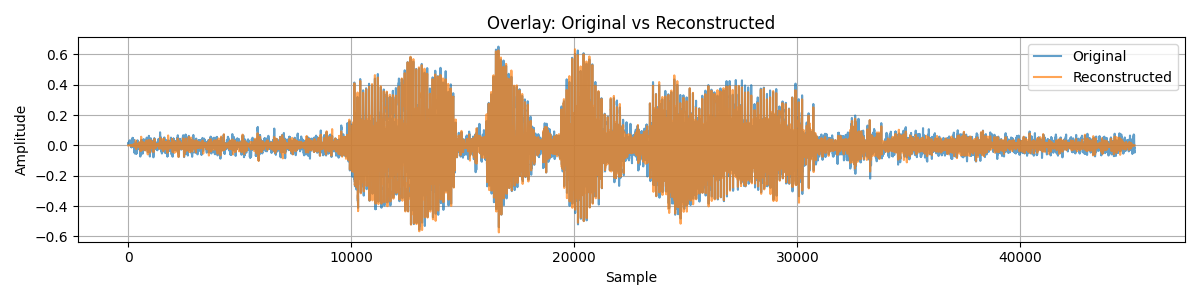 Overlay: Original vs Reconstructed
Original
Reconstructed
0.6
0.4
0.2
0.0
−0.2
−0.4
−0.6
Amplitude
0
10000
20000
30000
40000
Sample